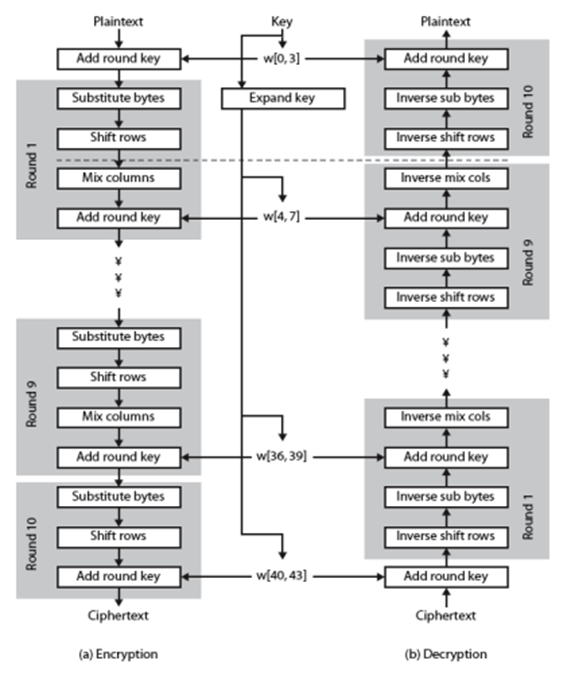 Plaintext
Key
Plaintext
Add round key
w[0, 3]
Add round key
Substitute bytes
Expand key
Inverse sub bytes
Shift rows
Inverse shift rows
Round 1
Round 10
Mix columns
Inverse mix cols
Add round key
w[4, 7]
Add round key
Inverse sub bytes
Inverse shift rows
Round 9
¥
¥
¥
Substitute bytes
Shift rows
Mix columns
Add round key
Round 9
¥
¥
¥
w[36, 39]
Inverse mix cols
Add round key
Inverse sub bytes
Inverse shift rows
Round 1
Substitute bytes
Shift rows
Add round key
Round 10
w[40, 43]
Add round key
Ciphertext
Ciphertext
(a) Encryption
(b) Decryption